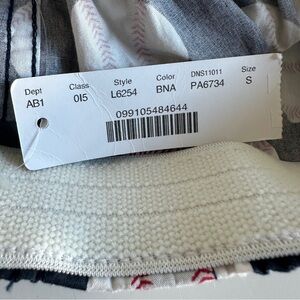 Dept Class Style Color DNS11011 Size
AB1 015 L6254 BNA PA6734 S
099105484644